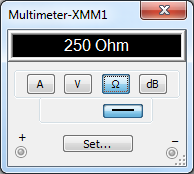 Multimeter-XMM1
250 Ohm
A V Ω dB
+ Set... −